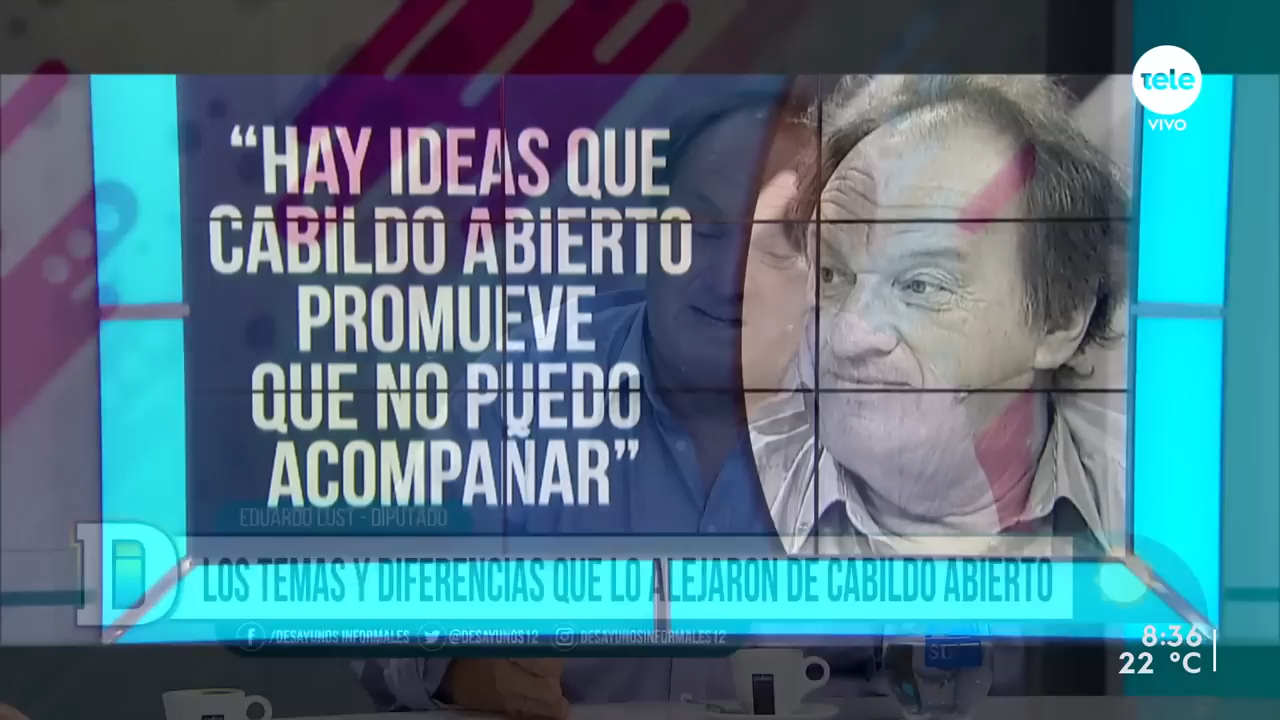 tele
VIVO
“HAY IDEAS QUE
CABILDO ABIERTO
PROMUEVE
QUE NO PUEDO
ACOMPAÑAR”
EDUARDO LUST - DIPUTADO
LOS TEMAS Y DIFERENCIAS QUE LO ALEJARON DE CABILDO ABIERTO
/DESAYUNOS.INFORMALES @DESAYUNOS12 DESAYUNOSINFORMALES12
8:36
22 °C